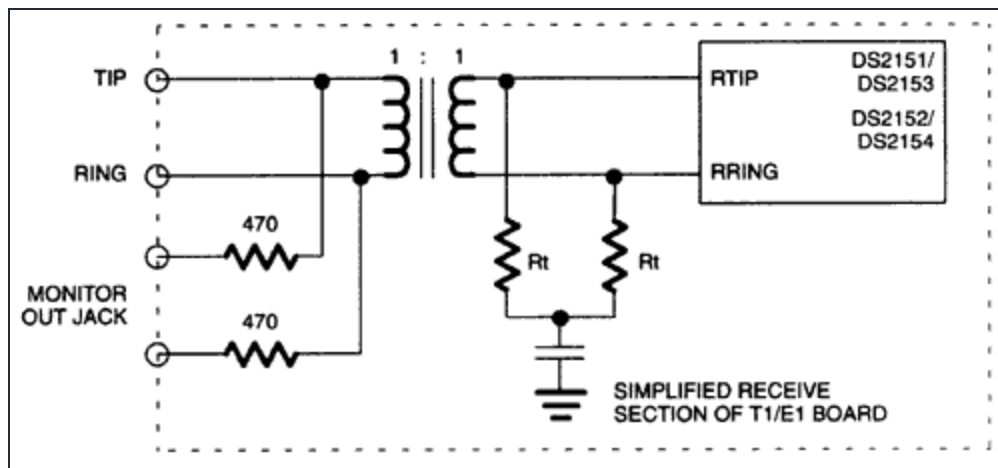 1 : 1
TIP
RTIP
DS2151/
DS2153
DS2152/
DS2154
RING
RRING
470
Rt
Rt
MONITOR
OUT JACK
470
SIMPLIFIED RECEIVE
SECTION OF T1/E1 BOARD